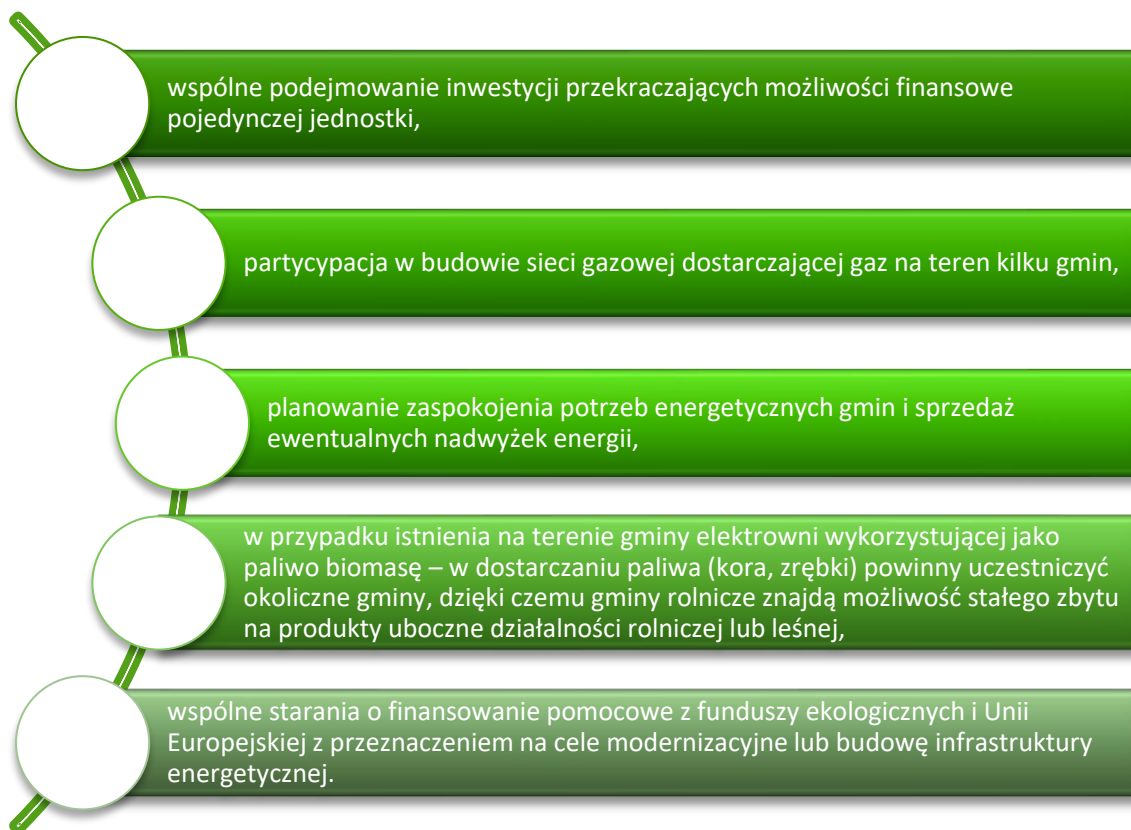 wspólne podejmowanie inwestycji przekraczających możliwości finansowe
pojedynczej jednostki,
partycypacja w budowie sieci gazowej dostarczającej gaz na teren kilku gmin,
planowanie zaspokojenia potrzeb energetycznych gmin i sprzedaż
ewentualnych nadwyżek energii,
w przypadku istnienia na terenie gminy elektrowni wykorzystującej jako
paliwo biomasę – w dostarczaniu paliwa (kora, zrębki) powinny uczestniczyć
okoliczne gminy, dzięki czemu gminy rolnicze znajdą możliwość stałego zbytu
na produkty uboczne działalności rolniczej lub leśnej,
wspólne starania o finansowanie pomocowe z funduszy ekologicznych i Unii
Europejskiej z przeznaczeniem na cele modernizacyjne lub budowę infrastruktury
energetycznej.